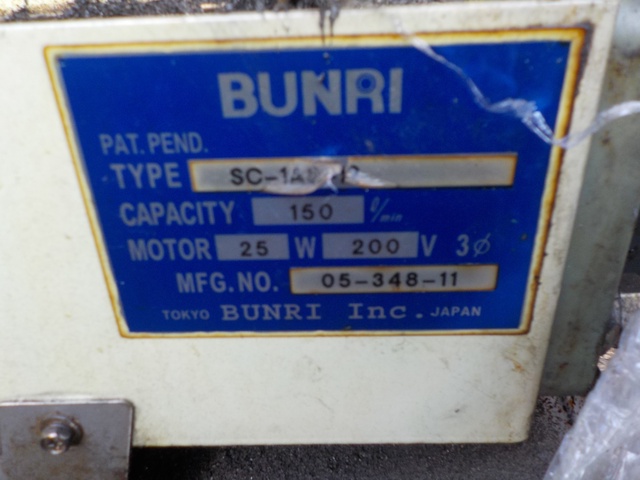 BUNRI
PAT. PEND.
TYPE
CAPACITY 150 ℓ/min
MOTOR 25 W 200 V 3ø
MFG.NO. 05-348-11
TOKYO BUNRI Inc. JAPAN